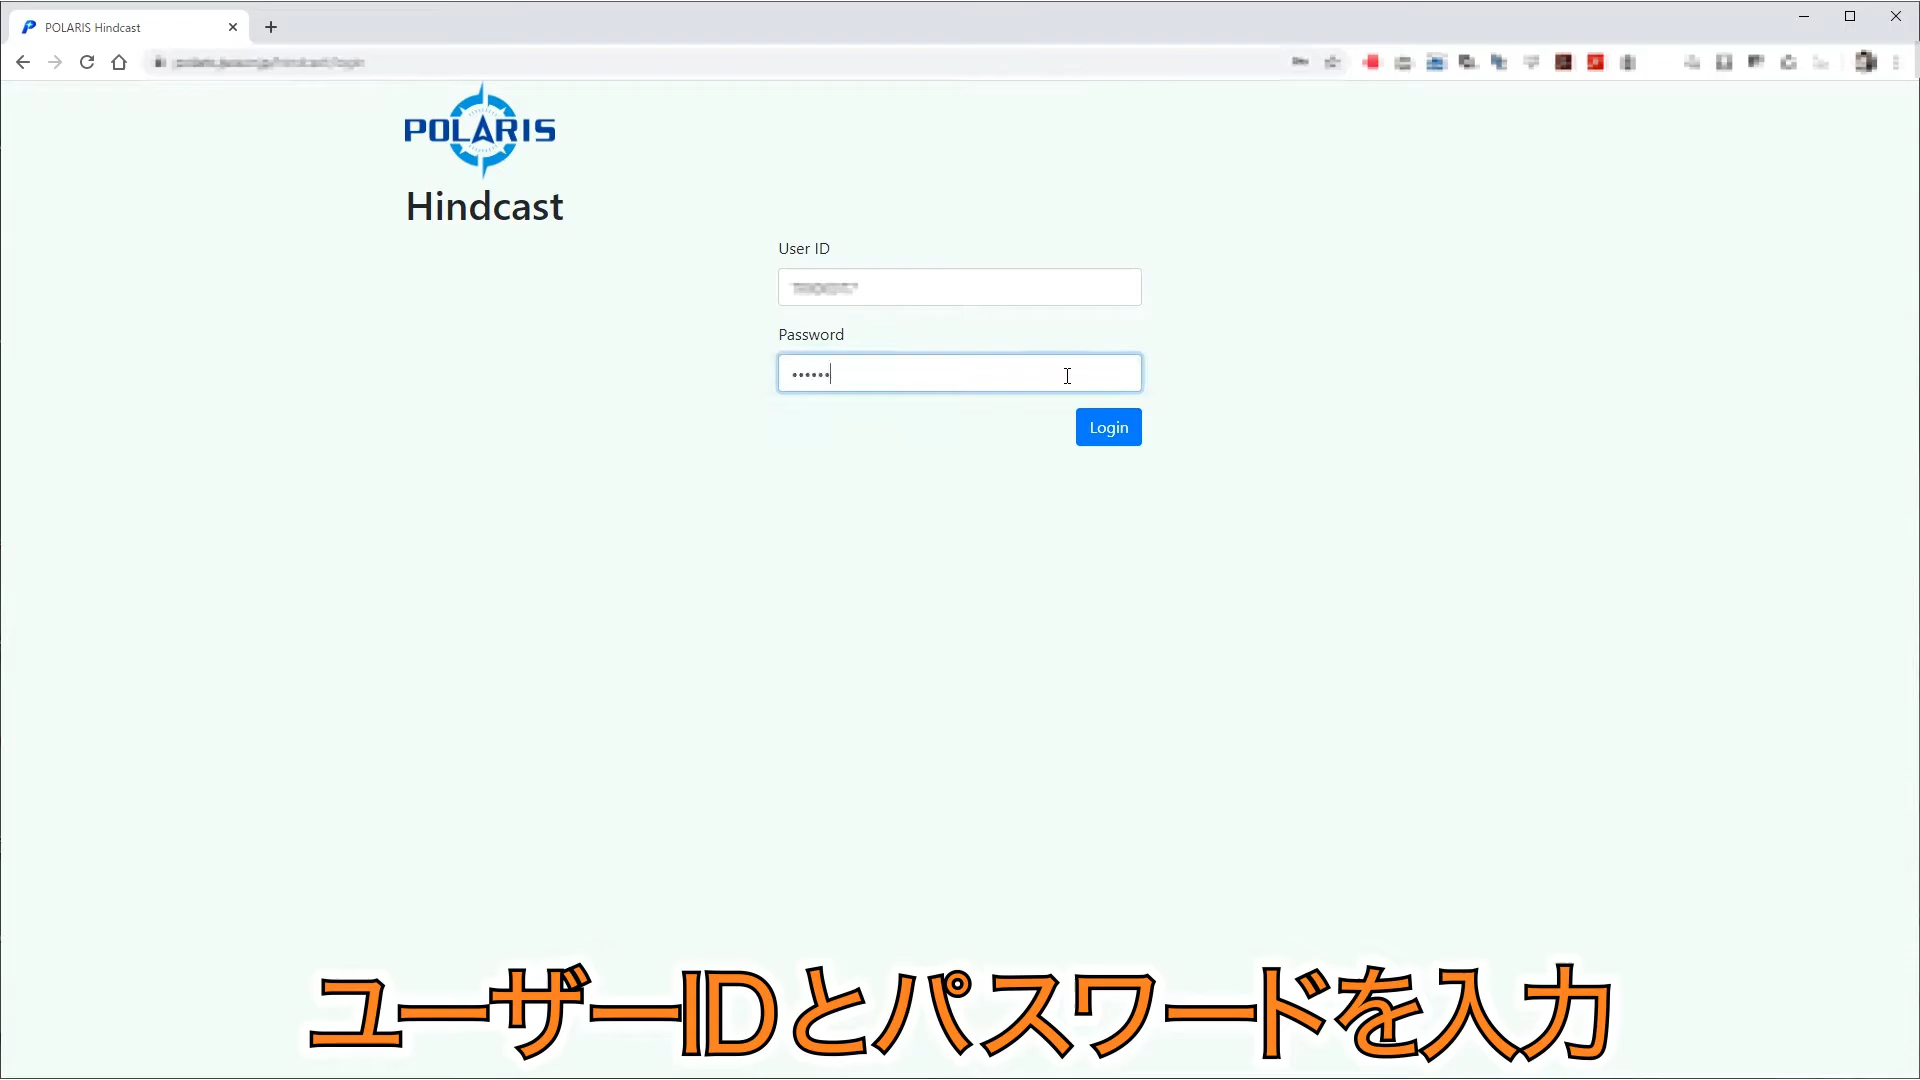 POLARIS Hindcast
POLARIS
Hindcast
User ID
Password
••••••
Login
ユーザーIDとパスワードを入力